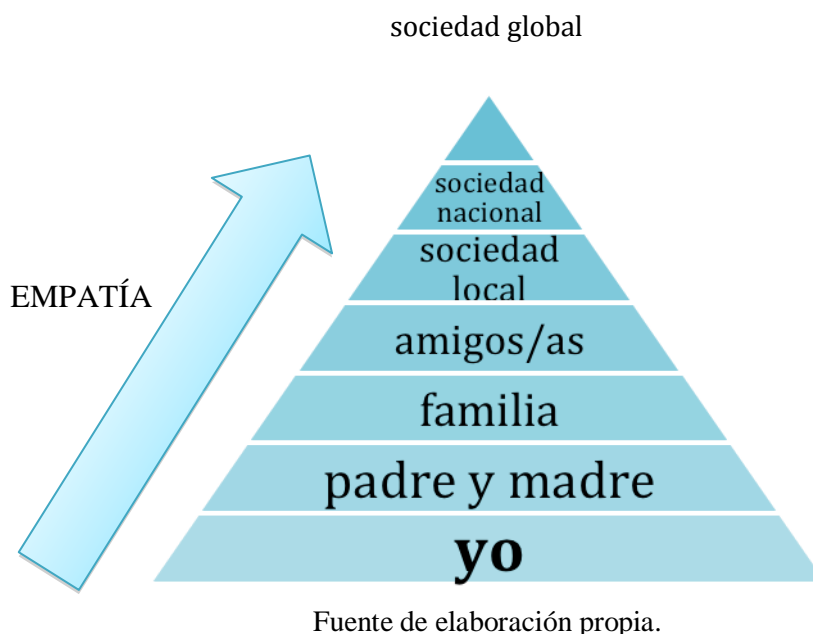 sociedad global
sociedad
nacional
sociedad
local
EMPATÍA
amigos/as
familia
padre y madre
yo
Fuente de elaboración propia.